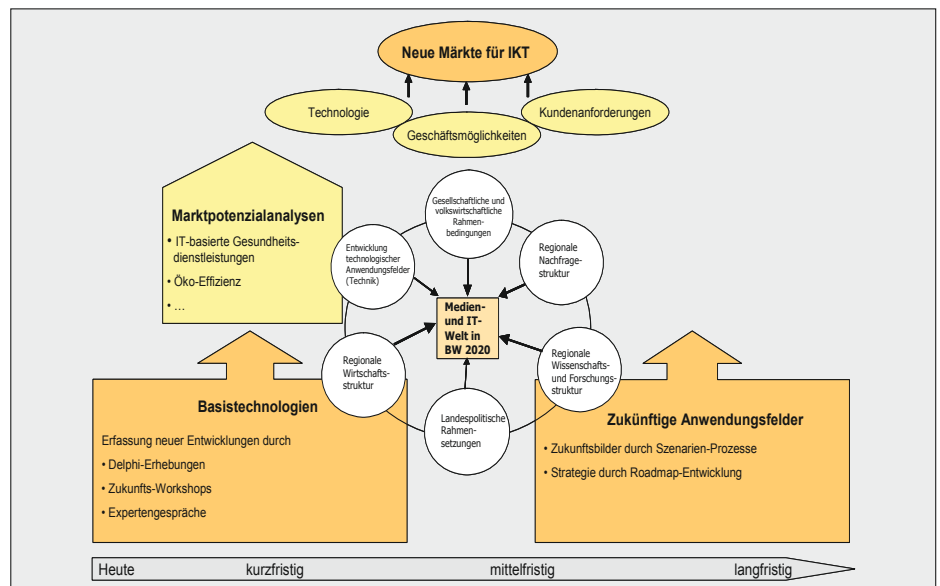 Neue Märkte für IKT
Technologie
Geschäftsmöglichkeiten
Kundenanforderungen
Marktpotenzialanalysen
• IT-basierte Gesundheits-
dienstleistungen
• Öko-Effizienz
• ...
Gesellschaftliche und
volkswirtschaftliche
Rahmen-
bedingungen
Entwicklung
technologischer
Anwendungsfelder
(Technik)
Regionale
Nachfrage-
struktur
Medien-
und IT-
Welt in
BW 2020
Regionale
Wirtschafts-
struktur
Regionale
Wissenschafts-
und Forschungs-
struktur
Landespolitische
Rahmen-
setzungen
Basistechnologien
Erfassung neuer Entwicklungen durch
• Delphi-Erhebungen
• Zukunfts-Workshops
• Expertengespräche
Zukünftige Anwendungsfelder
• Zukunftsbilder durch Szenarien-Prozesse
• Strategie durch Roadmap-Entwicklung
Heute kurzfristig mittelfristig langfristig